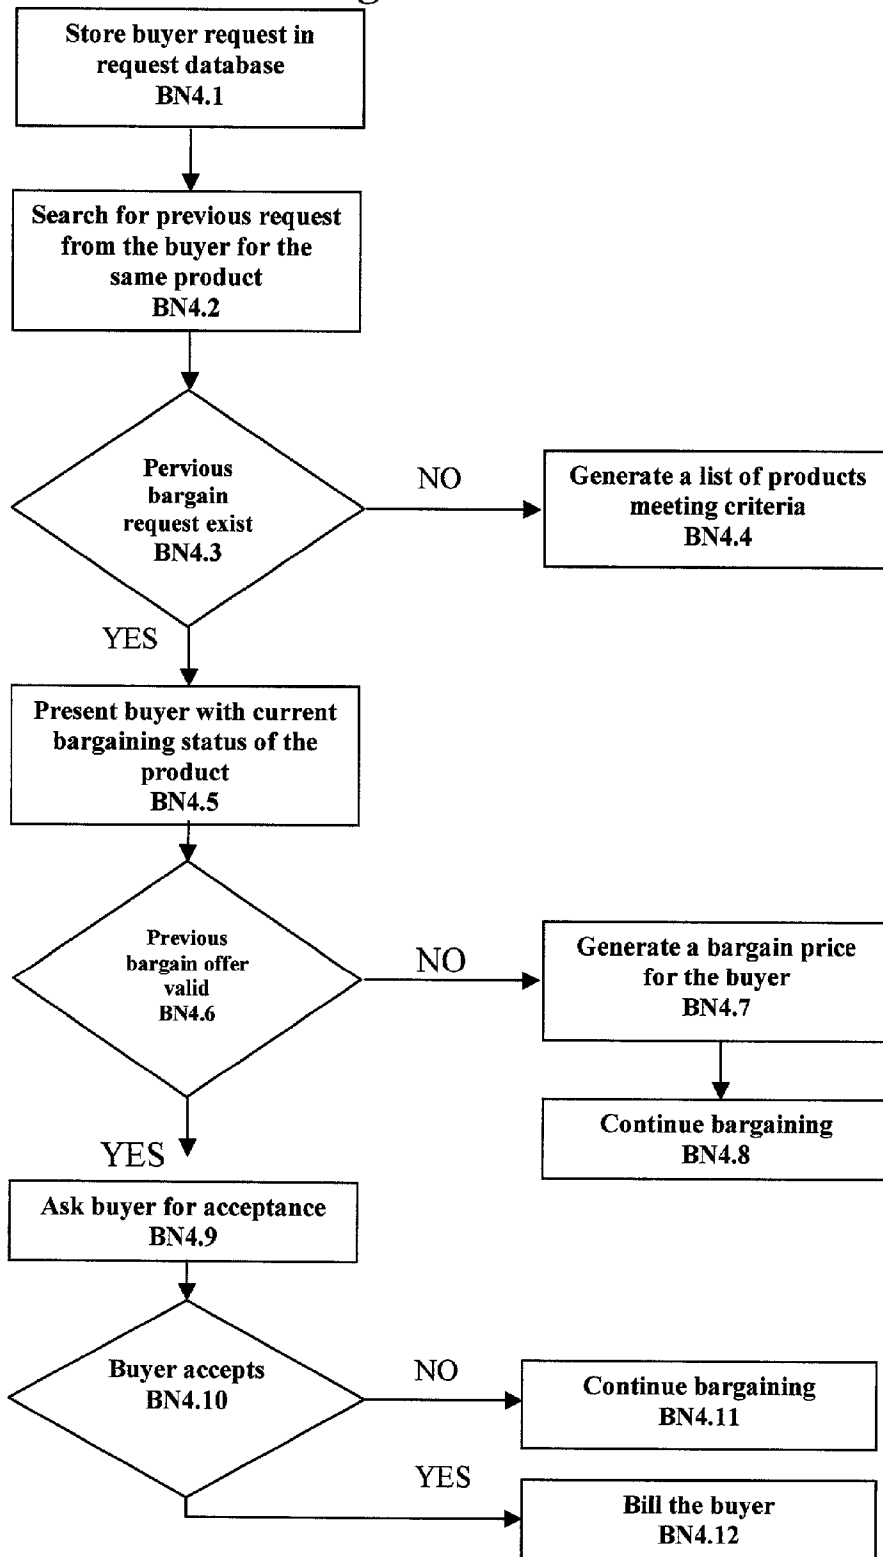 Store buyer request in
request database
BN4.1
Search for previous request
from the buyer for the
same product
BN4.2
Pervious
bargain
request exist
BN4.3
NO
Generate a list of products
meeting criteria
BN4.4
YES
Present buyer with current
bargaining status of the
product
BN4.5
Previous
bargain offer
valid
BN4.6
NO
Generate a bargain price
for the buyer
BN4.7
Continue bargaining
BN4.8
YES
Ask buyer for acceptance
BN4.9
Buyer accepts
BN4.10
NO
Continue bargaining
BN4.11
YES
Bill the buyer
BN4.12